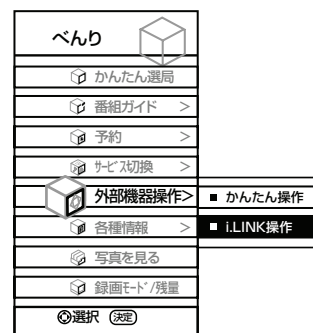 べんり
かんたん選局
番組ガイド >
予約 >
サービス切換 >
外部機器操作>
■ かんたん操作
各種情報 >
■ i.LINK操作
写真を見る
録画モード/残量
選択 決定